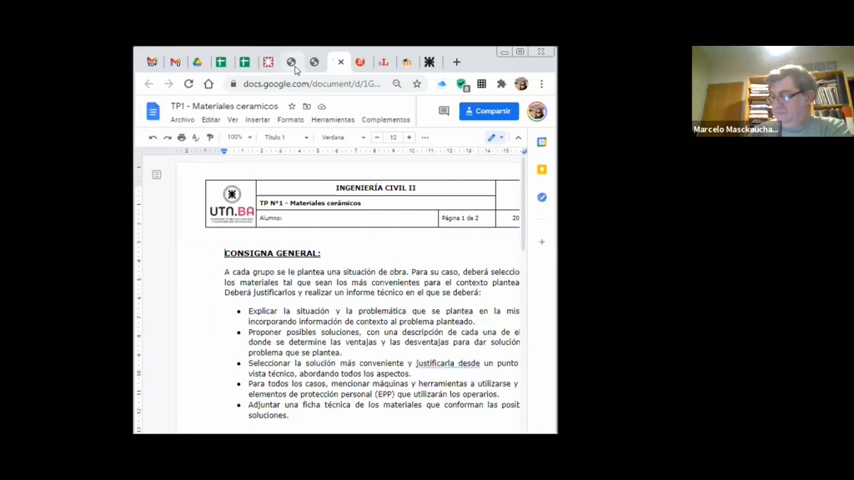 docs.google.com/document/d/1G...
TP1 - Materiales ceramicos
Archivo Editar Ver Insertar Formato Herramientas Complementos
Compartir
100% Título 1 Verdana 12
INGENIERÍA CIVIL II
TP Nº1 - Materiales cerámicos
UTN.BA
Alumno: Página 1 de 2 20
CONSIGNA GENERAL:
A cada grupo se le plantea una situación de obra. Para su caso, deberá seleccio
los materiales tal que sean los más convenientes para el contexto plantea
Deberá justificarlos y realizar un informe técnico en el que se deberá:
• Explicar la situación y la problemática que se plantea en la mis
incorporando información de contexto al problema planteado.
• Proponer posibles soluciones, con una descripción de cada una de el
donde se determine las ventajas y las desventajas para dar solución
problema que se plantea.
• Seleccionar la solución más conveniente y justificarla desde un punto
vista técnico, abordando todos los aspectos.
• Para todos los casos, mencionar máquinas y herramientas a utilizarse y
elementos de protección personal (EPP) que utilizarán los operarios.
• Adjuntar una ficha técnica de los materiales que conforman las posib
soluciones.
Marcelo Masckaucha...